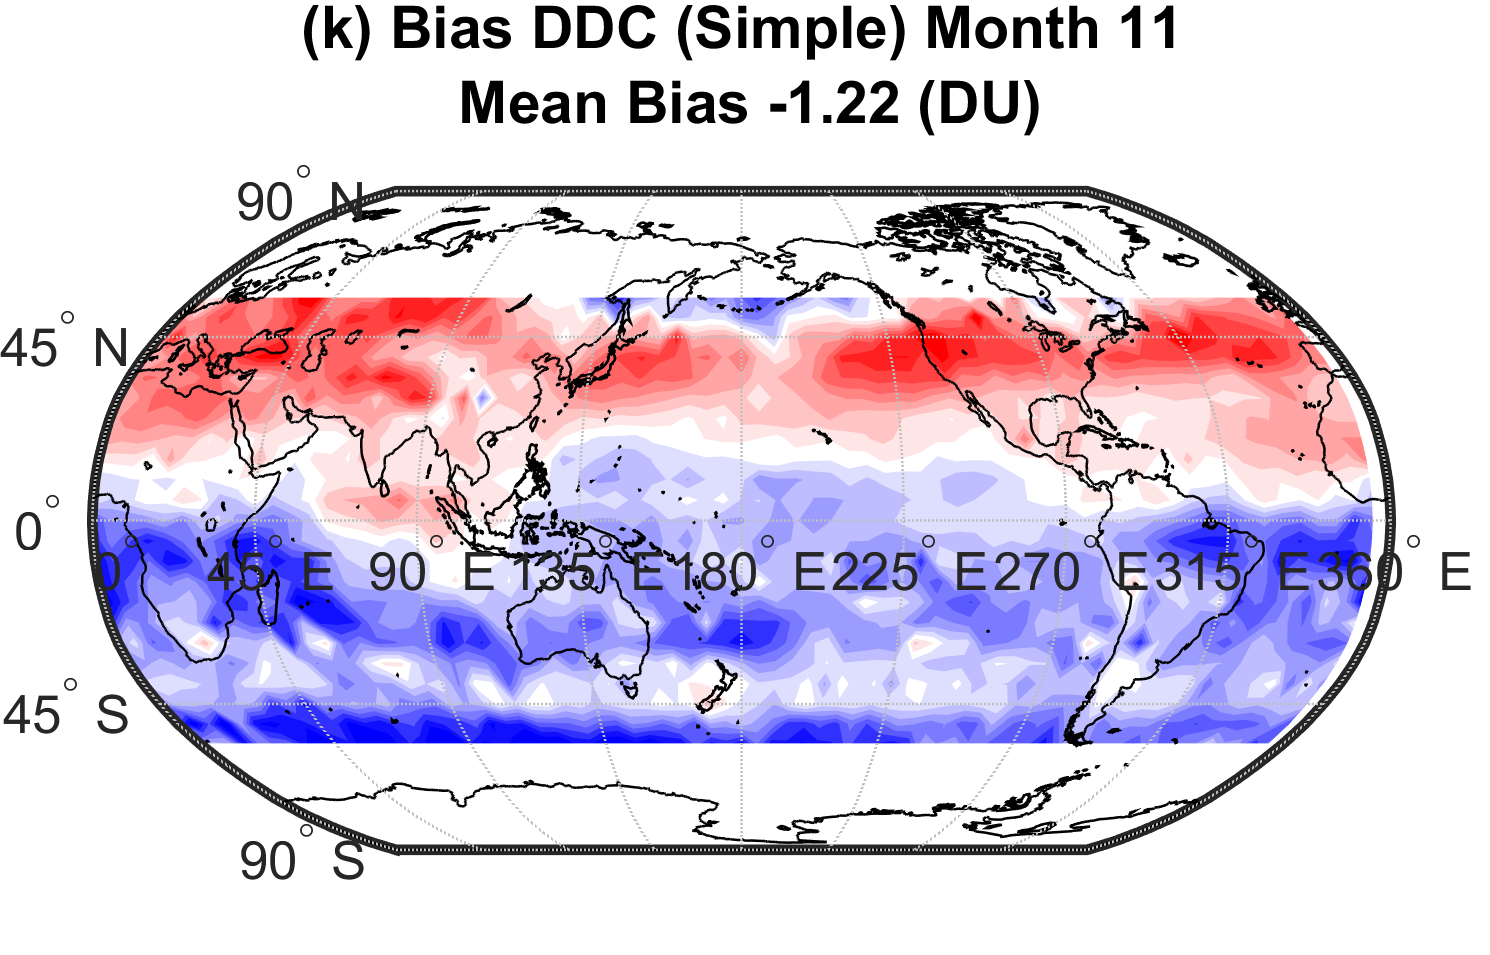 (k) Bias DDC (Simple) Month 11
Mean Bias -1.22 (DU)
90° N
45° N
0°
0° 45° E 90° E 135° E 180° E 225° E 270° E 315° E 360° E
45° S
90° S